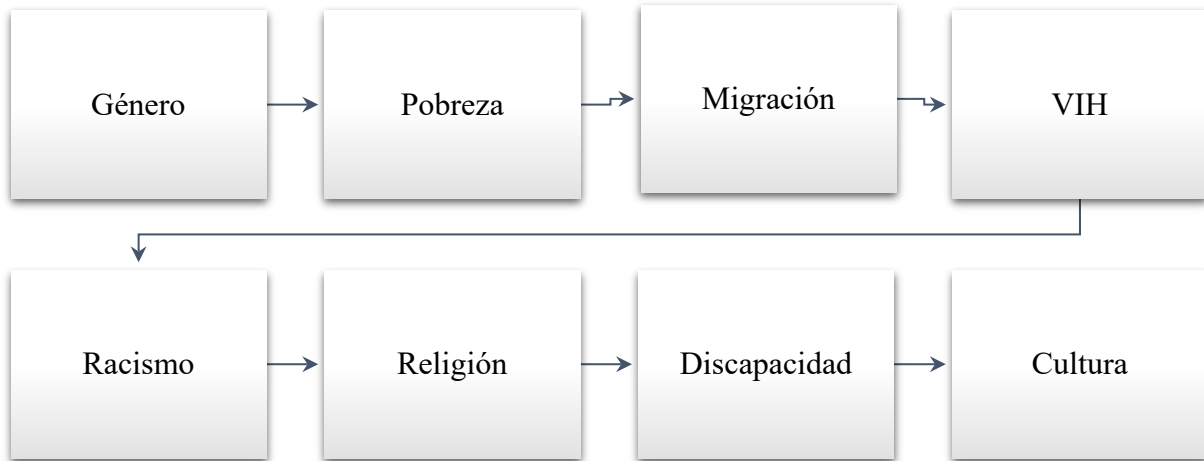 Género
Pobreza
Migración
VIH
Racismo
Religión
Discapacidad
Cultura